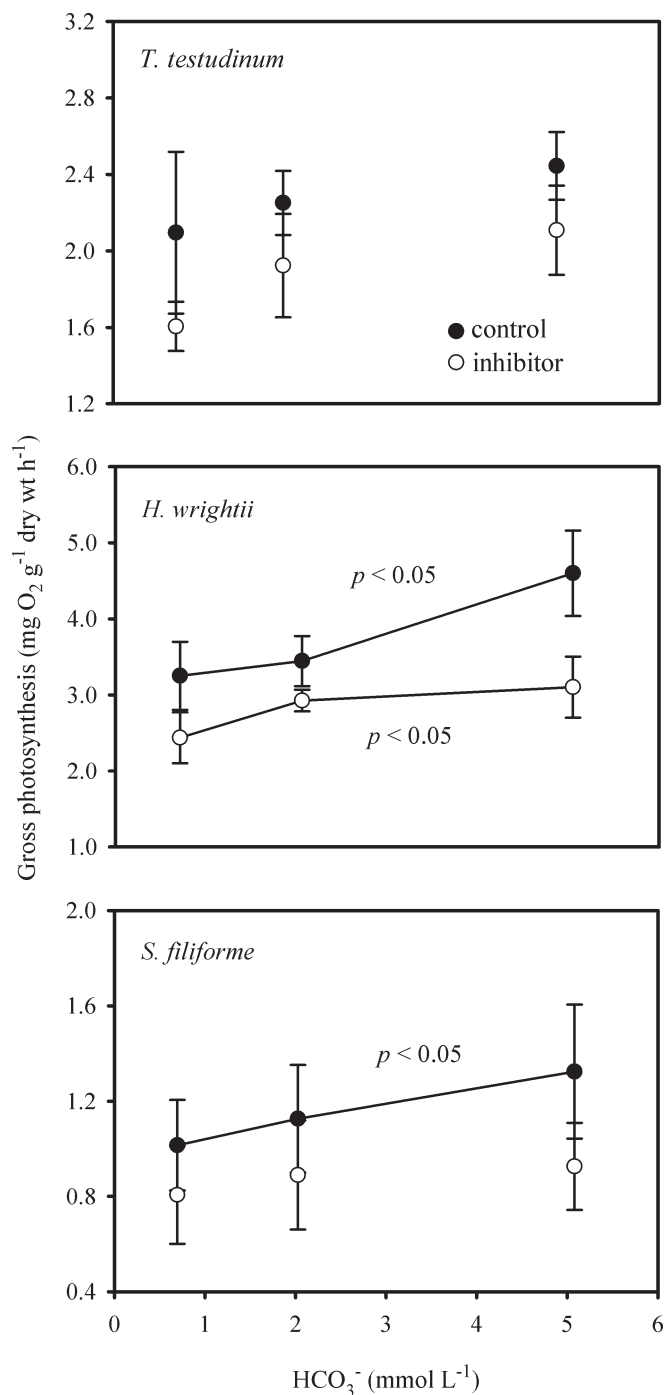 3.2
T. testudinum
2.8
2.4
2.0
1.6
1.2
control
inhibitor
Gross photosynthesis (mg O₂ g⁻¹ dry wt h⁻¹)
6.0
H. wrightii
5.0
4.0
3.0
2.0
1.0
p < 0.05
p < 0.05
2.0
S. filiforme
1.6
1.2
0.8
0.4
p < 0.05
0 1 2 3 4 5 6
HCO₃⁻ (mmol L⁻¹)